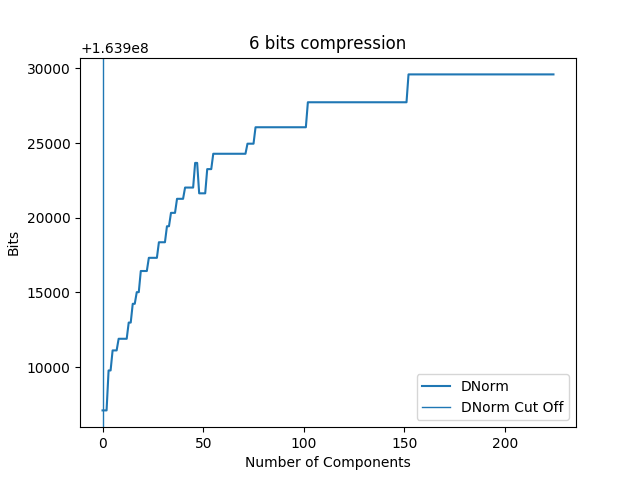 6 bits compression
+1.639e8
30000
25000
20000
15000
10000
Bits
0 50 100 150 200
Number of Components
DNorm
DNorm Cut Off